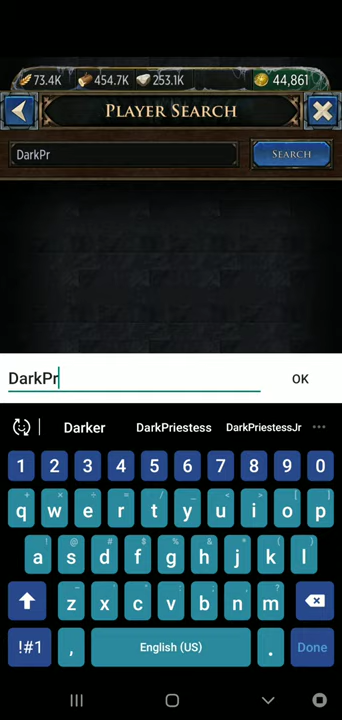 73.4K 454.7K 253.1K 44,861
PLAYER SEARCH
DarkPr SEARCH
DarkPr OK
Darker DarkPriestess DarkPriestessJr ...
1 2 3 4 5 6 7 8 9 0
+ × ÷ = / _ < > [ ]
q w e r t y u i o p
! @ # $ % ^ & * ( )
a s d f g h j k l
- ' " : ; , ?
z x c v b n m
!#1 , English (US) . Done